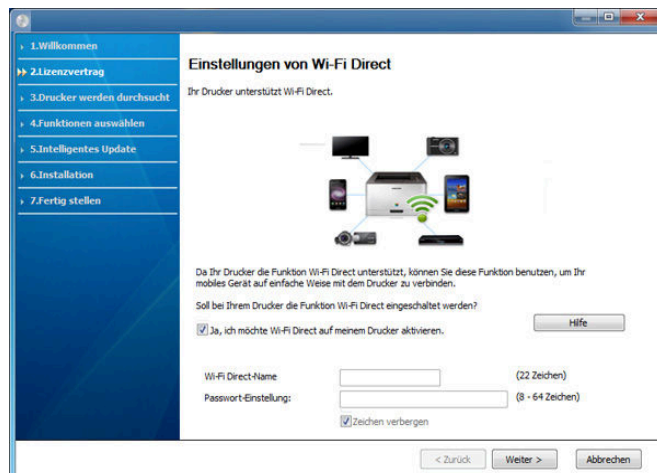 1.Willkommen
2.Lizenzvertrag
3.Drucker werden durchsucht
4.Funktionen auswählen
5.Intelligentes Update
6.Installation
7.Fertig stellen
Einstellungen von Wi-Fi Direct
Ihr Drucker unterstützt Wi-Fi Direct.
Da Ihr Drucker die Funktion Wi-Fi Direct unterstützt, können Sie diese Funktion benutzen, um Ihr
mobiles Gerät auf einfache Weise mit dem Drucker zu verbinden.
Soll bei Ihrem Drucker die Funktion Wi-Fi Direct eingeschaltet werden?
Ja, ich möchte Wi-Fi Direct auf meinem Drucker aktivieren.
Hilfe
Wi-Fi Direct-Name (22 Zeichen)
Passwort-Einstellung: (8 - 64 Zeichen)
Zeichen verbergen
< Zurück Weiter > Abbrechen